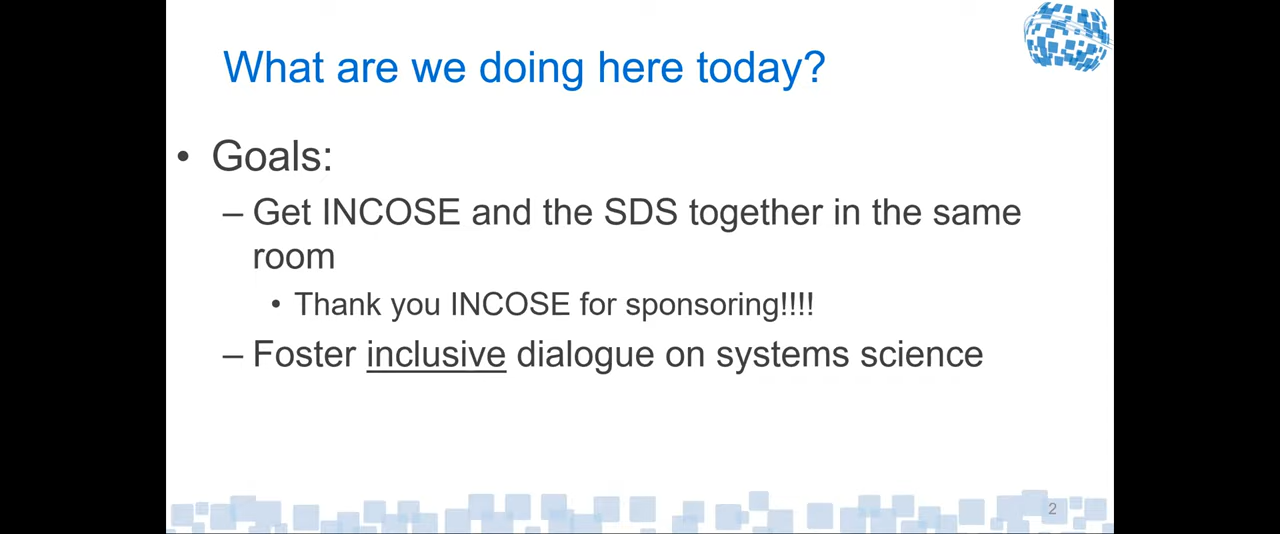 What are we doing here today?
• Goals:
– Get INCOSE and the SDS together in the same
room
• Thank you INCOSE for sponsoring!!!!
– Foster inclusive dialogue on systems science
2